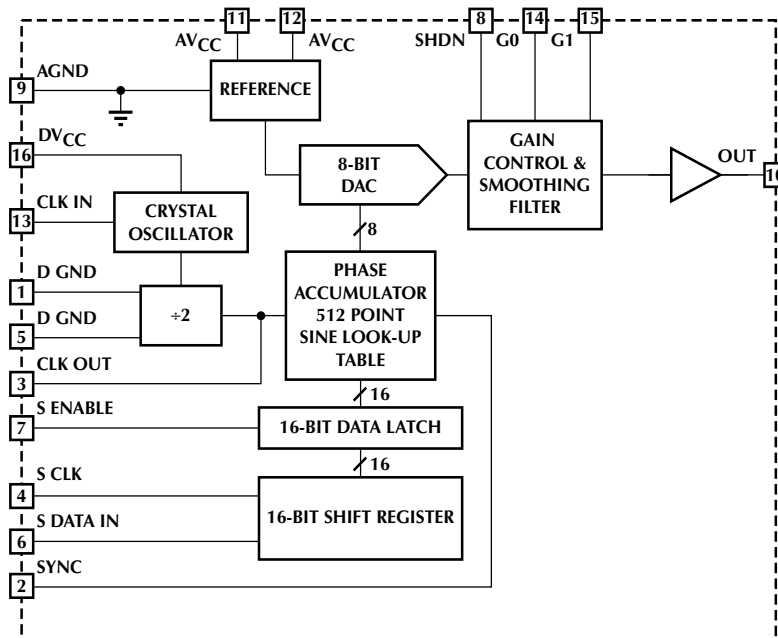 11
12
8
14
15
AVCC
AVCC
SHDN
G0
G1
AGND
9
REFERENCE
DVCC
16
8-BIT
DAC
GAIN
CONTROL &
SMOOTHING
FILTER
OUT
10
CLK IN
13
CRYSTAL
OSCILLATOR
8
D GND
1
÷2
PHASE
ACCUMULATOR
512 POINT
SINE LOOK-UP
TABLE
D GND
5
CLK OUT
3
16
S ENABLE
7
16-BIT DATA LATCH
16
S CLK
4
16-BIT SHIFT REGISTER
S DATA IN
6
SYNC
2